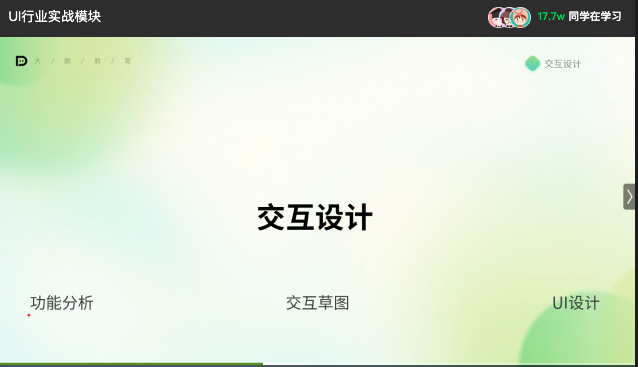 UI行业实战模块
17.7w 同学在学习
大 / 鹏 / 教 / 育
交互设计
交互设计
功能分析
交互草图
UI设计